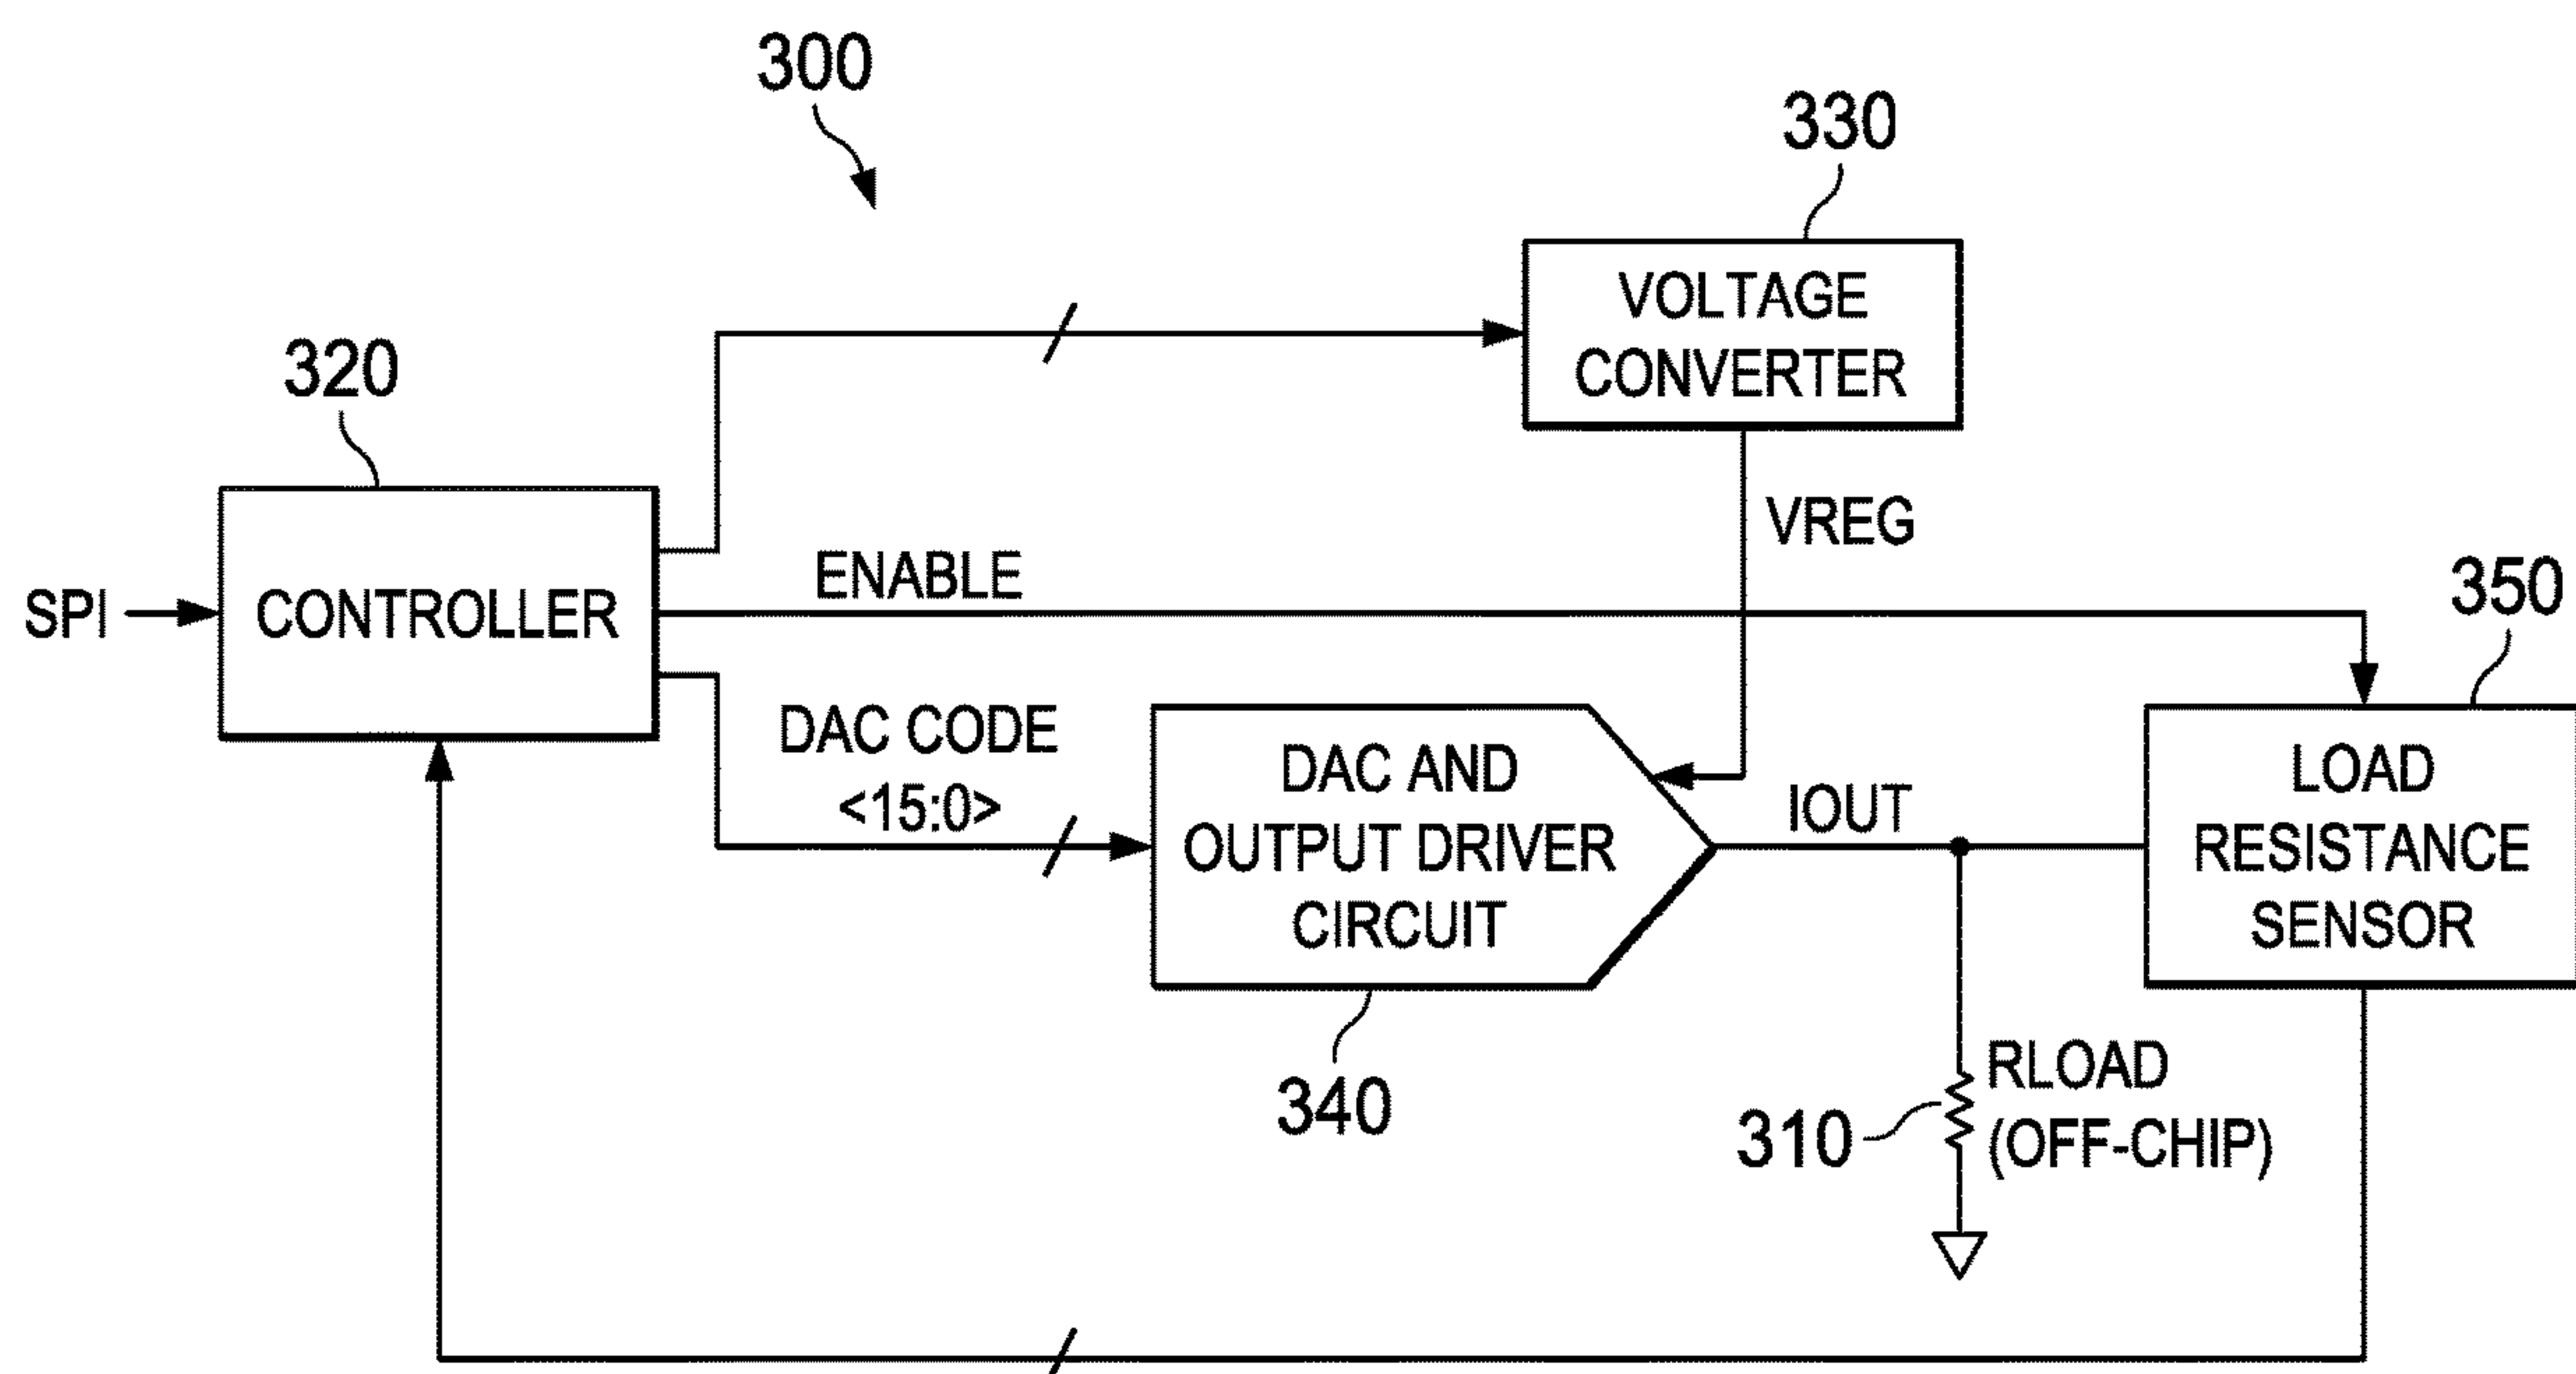 300
330
VOLTAGE
CONVERTER
320
VREG
ENABLE
350
SPI
CONTROLLER
DAC CODE
<15:0>
DAC AND
OUTPUT DRIVER
CIRCUIT
IOUT
LOAD
RESISTANCE
SENSOR
340
310
RLOAD
(OFF-CHIP)